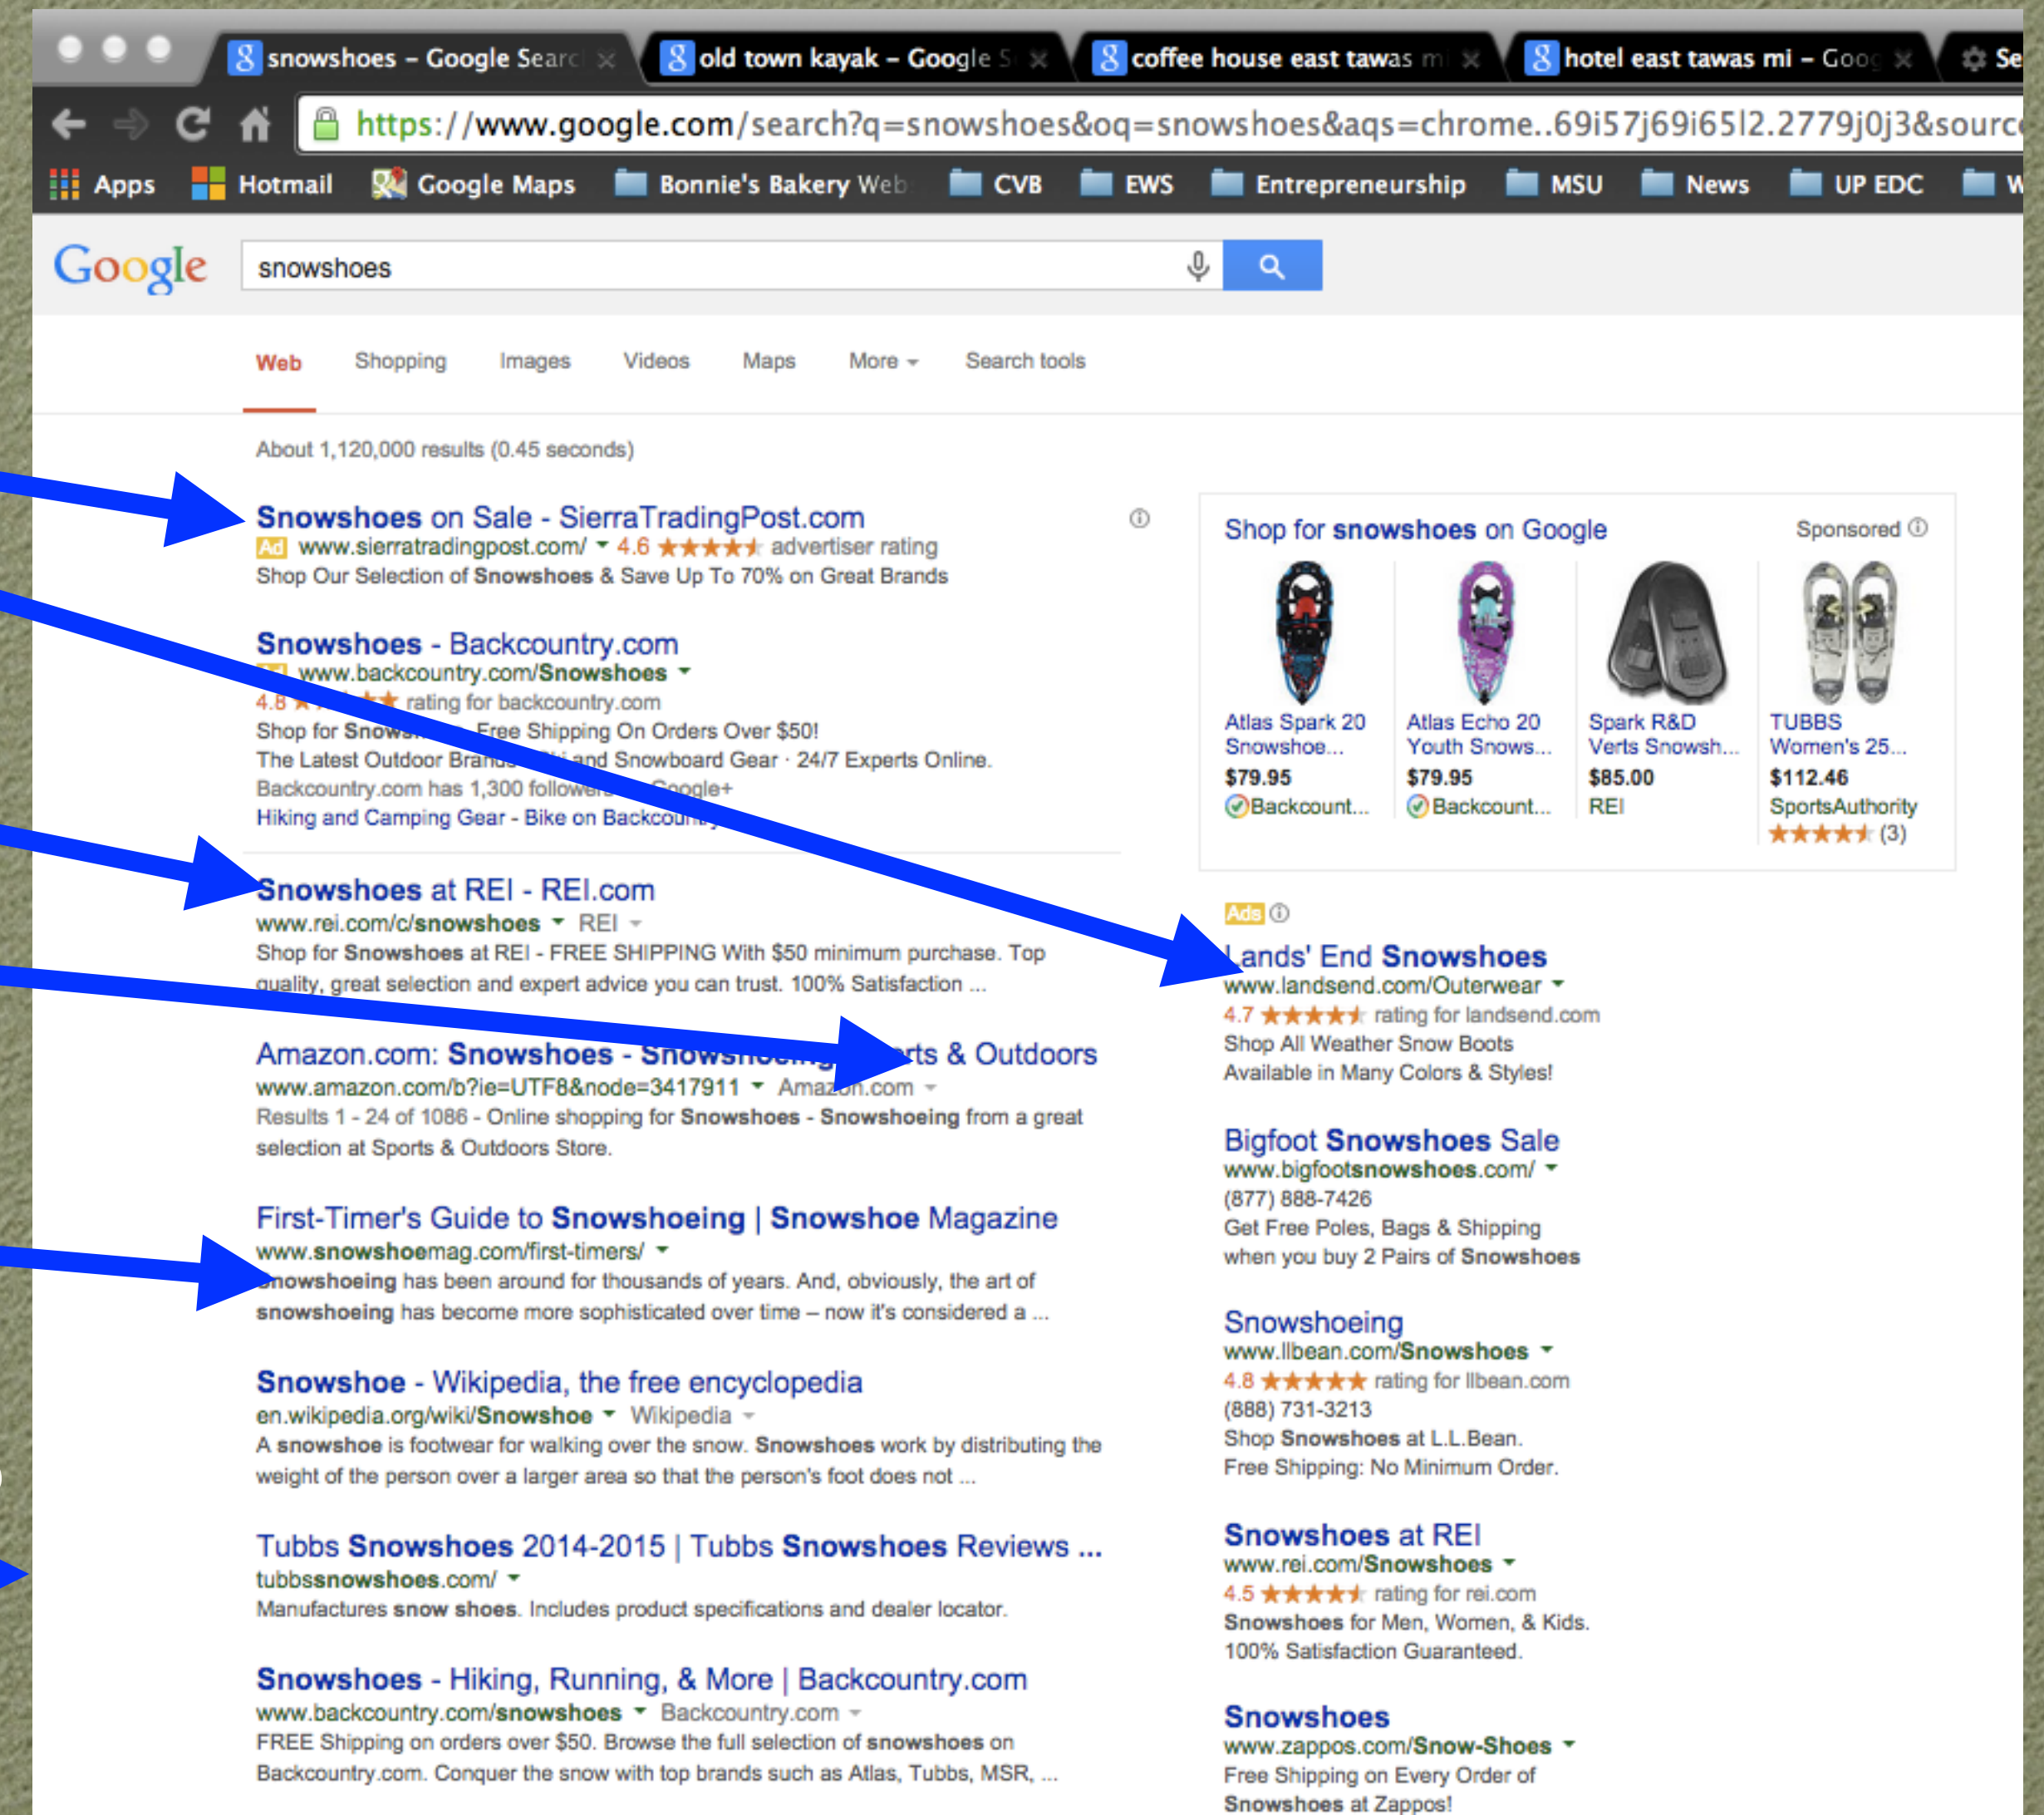 snowshoes – Google Searc
old town kayak – Google S
coffee house east tawas m
hotel east tawas mi – Goog
Se
https://www.google.com/search?q=snowshoes&oq=snowshoes&aqs=chrome..69i57j69i65l2.2779j0j3&sourc
Apps Hotmail Google Maps Bonnie's Bakery Web CVB EWS Entrepreneurship MSU News UP EDC W
Google snowshoes
Web Shopping Images Videos Maps More Search tools
About 1,120,000 results (0.45 seconds)
Snowshoes on Sale - SierraTradingPost.com
Ad www.sierratradingpost.com/ 4.6 ★★★★★ advertiser rating
Shop Our Selection of Snowshoes & Save Up To 70% on Great Brands
Snowshoes - Backcountry.com
www.backcountry.com/Snowshoes
4.8 rating for backcountry.com
Shop for Free Shipping On Orders Over $50!
The Latest Outdoor and Snowboard Gear · 24/7 Experts Online.
Backcountry.com has 1,300 Google+
Hiking and Camping Gear - Bike on
Snowshoes at REI - REI.com
www.rei.com/c/snowshoes REI
Shop for Snowshoes at REI - FREE SHIPPING With $50 minimum purchase. Top
quality, great selection and expert advice you can trust. 100% Satisfaction ...
Amazon.com: Snowshoes - & Outdoors
www.amazon.com/b?ie=UTF8&node=3417911 Amazon.com
Results 1 - 24 of 1086 - Online shopping for Snowshoes - Snowshoeing from a great
selection at Sports & Outdoors Store.
First-Timer's Guide to Snowshoeing | Snowshoe Magazine
www.snowshoemag.com/first-timers/
Snowshoeing has been around for thousands of years. And, obviously, the art of
snowshoeing has become more sophisticated over time – now it's considered a ...
Snowshoe - Wikipedia, the free encyclopedia
en.wikipedia.org/wiki/Snowshoe Wikipedia
A snowshoe is footwear for walking over the snow. Snowshoes work by distributing the
weight of the person over a larger area so that the person's foot does not ...
Tubbs Snowshoes 2014-2015 | Tubbs Snowshoes Reviews ...
tubbssnowshoes.com/
Manufactures snow shoes. Includes product specifications and dealer locator.
Snowshoes - Hiking, Running, & More | Backcountry.com
www.backcountry.com/snowshoes Backcountry.com
FREE Shipping on orders over $50. Browse the full selection of snowshoes on
Backcountry.com. Conquer the snow with top brands such as Atlas, Tubbs, MSR, ...
Shop for snowshoes on Google Sponsored
Atlas Spark 20
Snowshoe...
$79.95
Backcount...
Atlas Echo 20
Youth Snows...
$79.95
Backcount...
Spark R&D
Verts Snowsh...
$85.00
REI
TUBBS
Women's 25...
$112.46
SportsAuthority
★★★★★ (3)
Ads
Lands' End Snowshoes
www.landsend.com/Outerwear
4.7 ★★★★★ rating for landsend.com
Shop All Weather Snow Boots
Available in Many Colors & Styles!
Bigfoot Snowshoes Sale
www.bigfootsnowshoes.com/
(877) 888-7426
Get Free Poles, Bags & Shipping
when you buy 2 Pairs of Snowshoes
Snowshoeing
www.llbean.com/Snowshoes
4.8 ★★★★★ rating for llbean.com
(888) 731-3213
Shop Snowshoes at L.L.Bean.
Free Shipping: No Minimum Order.
Snowshoes at REI
www.rei.com/Snowshoes
4.5 ★★★★★ rating for rei.com
Snowshoes for Men, Women, & Kids.
100% Satisfaction Guaranteed.
Snowshoes
www.zappos.com/Snow-Shoes
Free Shipping on Every Order of
Snowshoes at Zappos!